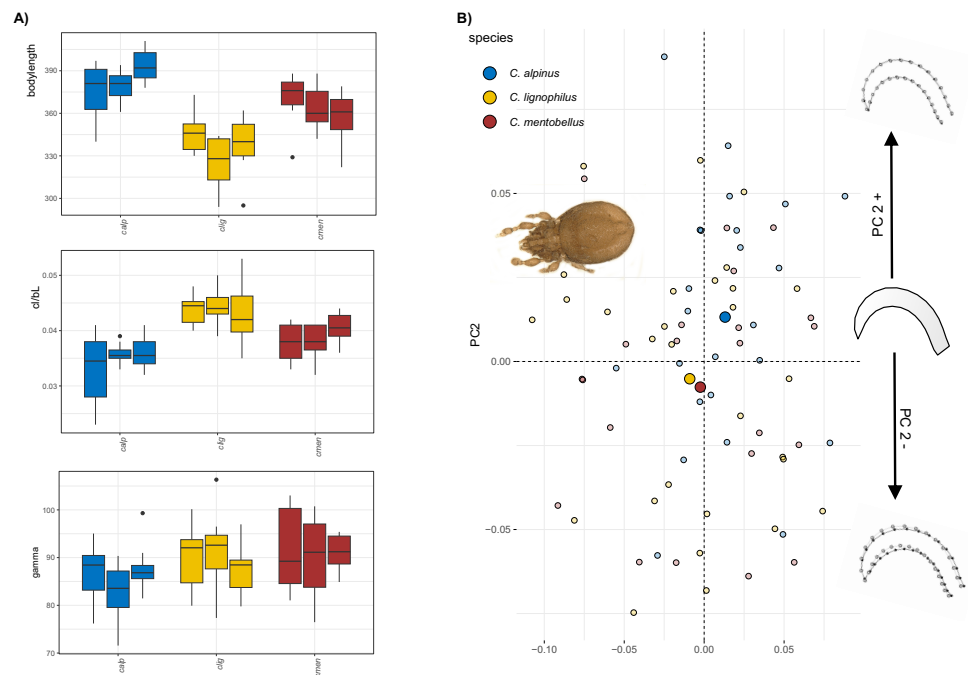 A)
bodylength
390
360
330
300
calp
clig
cmen
cl/bL
0.05
0.04
0.03
calp
clig
cmen
gamma
100
90
80
70
calp
clig
cmen
B)
species
C. alpinus
C. lignophilus
C. mentobellus
PC2
0.05
0.00
−0.05
−0.10
−0.05
0.00
0.05
PC 2 +
PC 2 -